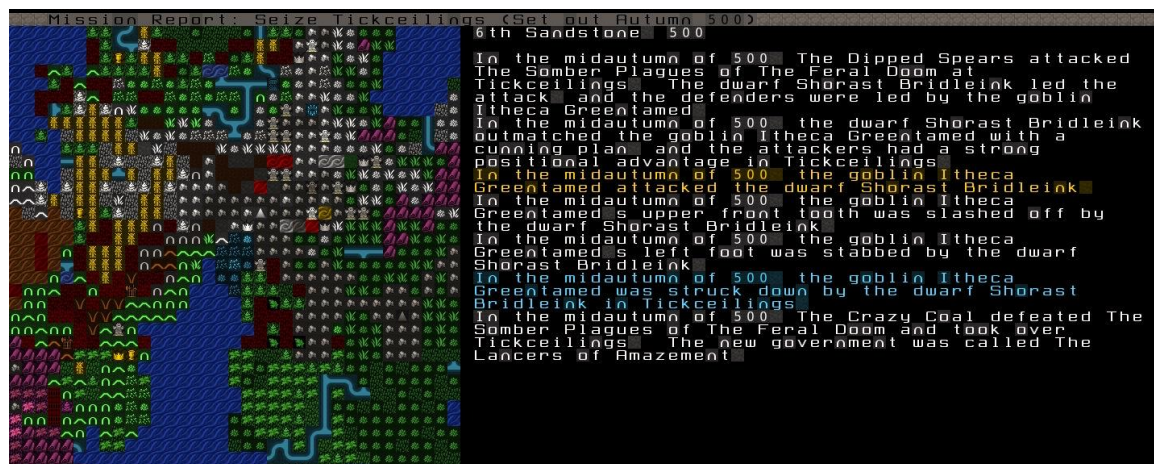 Mission Report: Seize Tickceilings (Set out Autumn 500)
6th Sandstone 500
In the midautumn of 500 The Dipped Spears attacked
The Somber Plagues of The Feral Doom at
Tickceilings The dwarf Shorast Bridleink led the
attack and the defenders were led by the goblin
Itheca Greentamed
In the midautumn of 500 the dwarf Shorast Bridleink
outmatched the goblin Itheca Greentamed with a
cunning plan and the attackers had a strong
positional advantage in Tickceilings
In the midautumn of 500 the goblin Itheca
Greentamed attacked the dwarf Shorast Bridleink
In the midautumn of 500 the goblin Itheca
Greentamed s upper front tooth was slashed off by
the dwarf Shorast Bridleink
In the midautumn of 500 the goblin Itheca
Greentamed s left foot was stabbed by the dwarf
Shorast Bridleink
In the midautumn of 500 the goblin Itheca
Greentamed was struck down by the dwarf Shorast
Bridleink in Tickceilings
In the midautumn of 500 The Crazy Coal defeated The
Somber Plagues of The Feral Doom and took over
Tickceilings The new government was called The
Lancers of Amazement